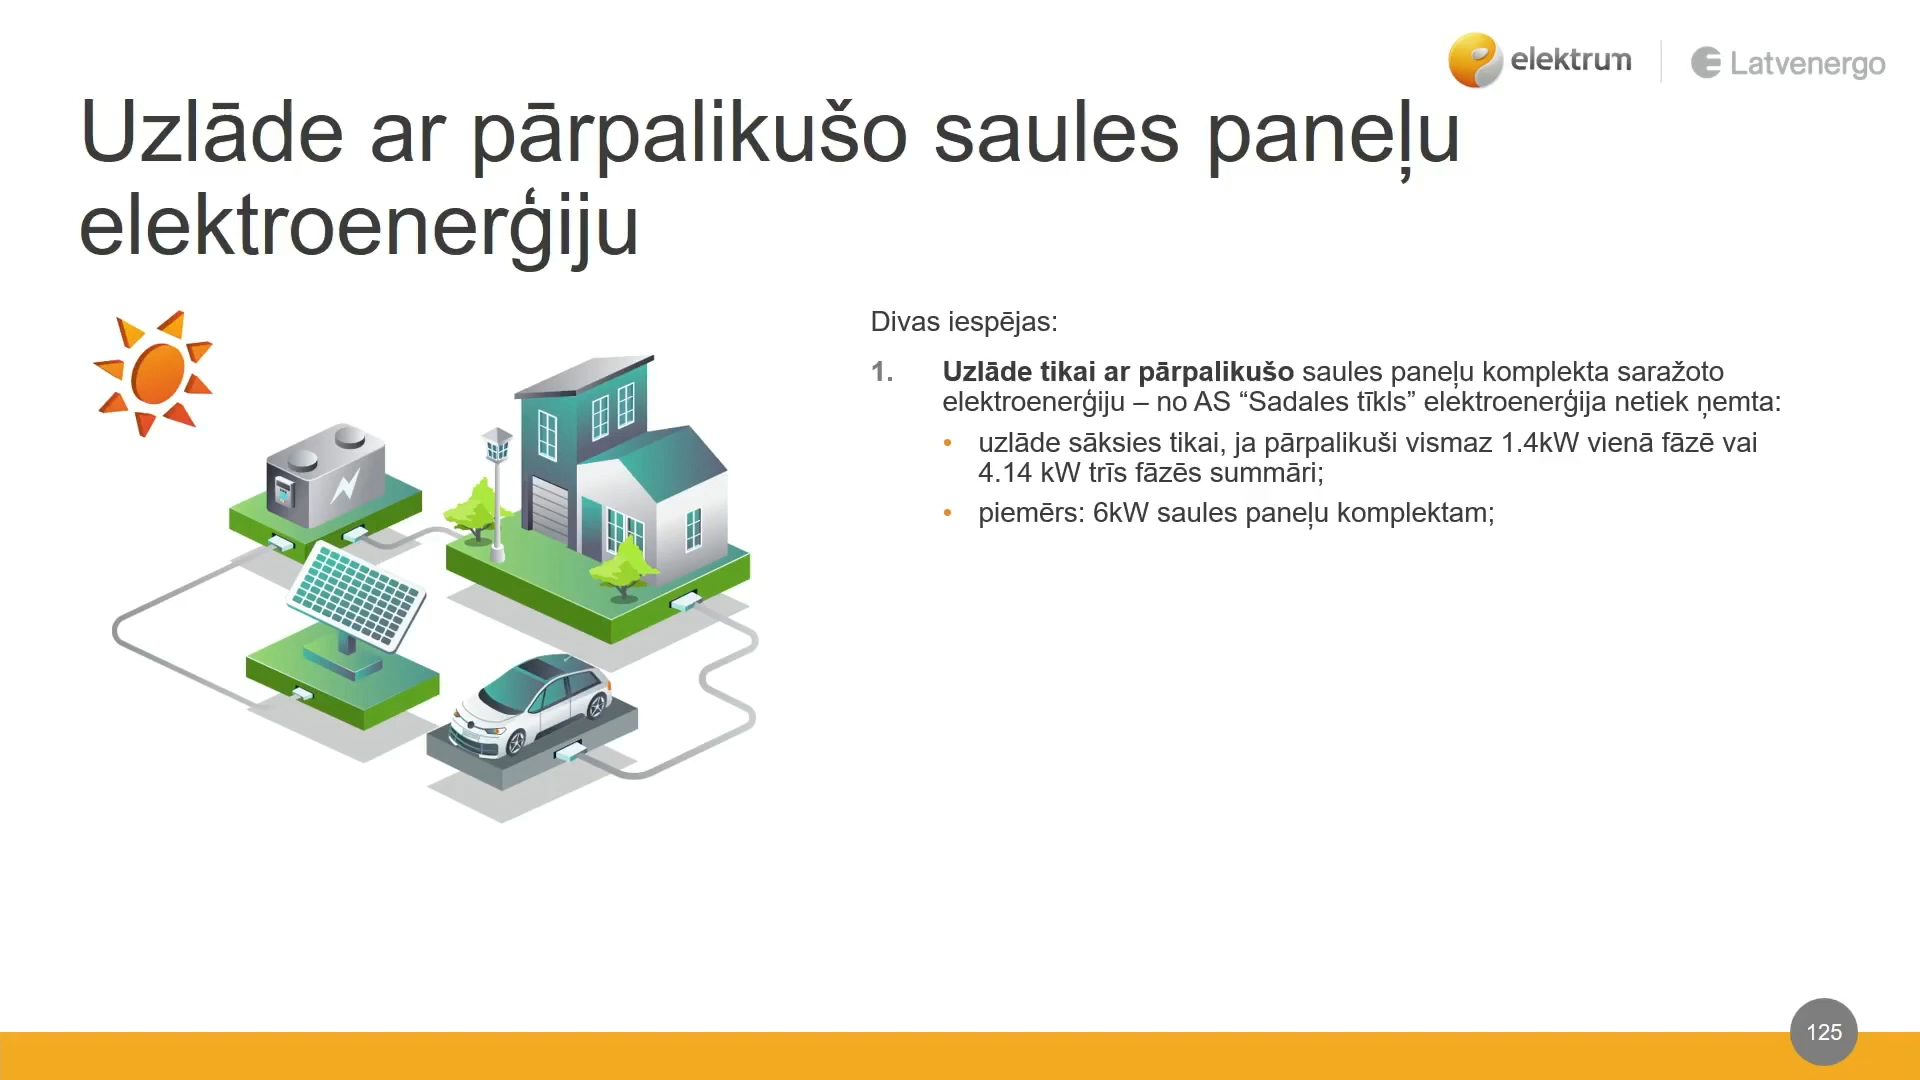 elektrum
Latvenergo
Uzlāde ar pārpalikušo saules paneļu
elektroenerģiju
Divas iespējas:
1. Uzlāde tikai ar pārpalikušo saules paneļu komplekta saražoto
elektroenerģiju – no AS “Sadales tīkls” elektroenerģija netiek ņemta:
• uzlāde sāksies tikai, ja pārpalikuši vismaz 1.4kW vienā fāzē vai
4.14 kW trīs fāzēs summāri;
• piemērs: 6kW saules paneļu komplektam;
125